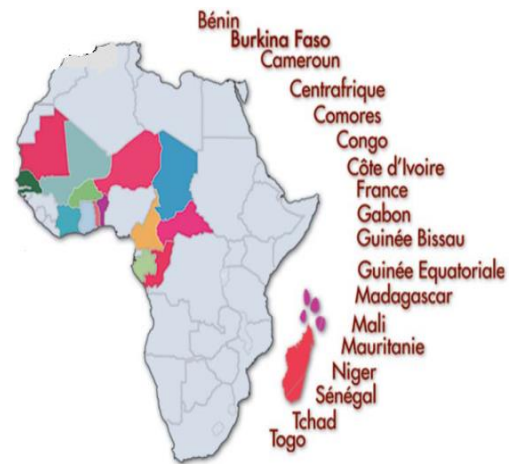 Bénin
Burkina Faso
Cameroun
Centrafrique
Comores
Congo
Côte d'Ivoire
France
Gabon
Guinée Bissau
Guinée Equatoriale
Madagascar
Mali
Mauritanie
Niger
Sénégal
Tchad
Togo